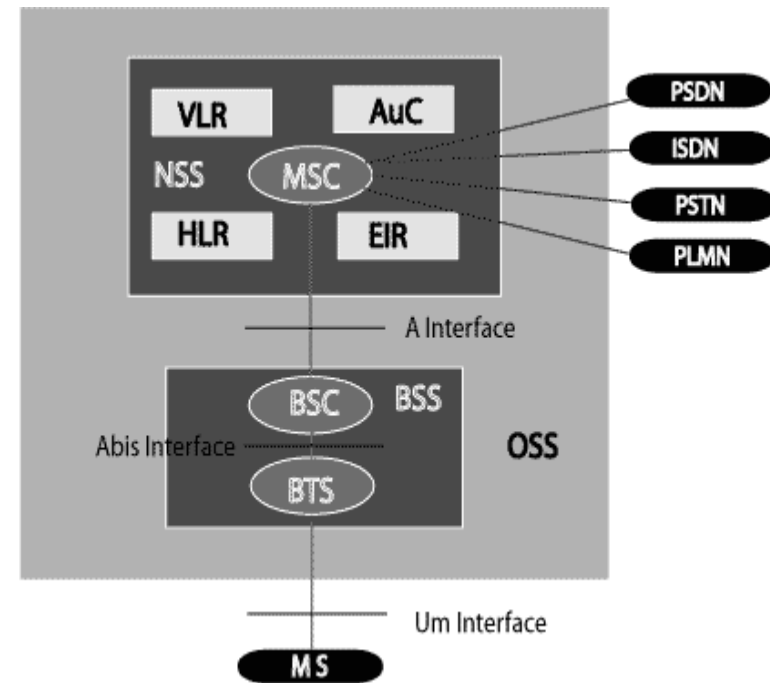 VLR
AuC
NSS
MSC
HLR
EIR
PSDN
ISDN
PSTN
PLMN
A Interface
BSC
BSS
Abis Interface
OSS
BTS
Um Interface
MS